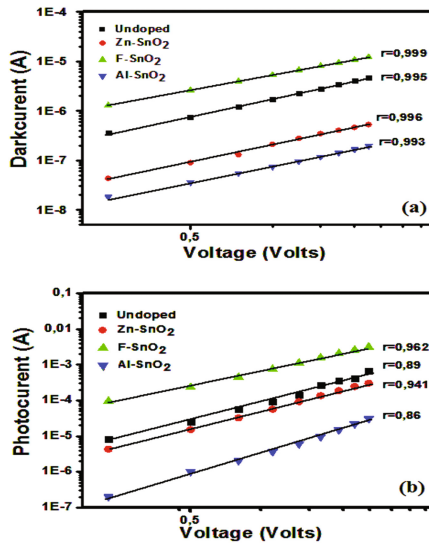 1E-5
1E-6
1E-7
1E-8
Darkcurent (A)
Undoped
Zn-SnO₂
F-SnO₂
Al-SnO₂
r=0,999
r=0,995
r=0,996
r=0,993
(a)
0,5
Voltage (Volts)
0,1
0,01
1E-3
1E-4
1E-5
1E-6
1E-7
Photocurent (A)
Undoped
Zn-SnO₂
F-SnO₂
Al-SnO₂
r=0,962
r=0,89
r=0,941
r=0,86
(b)
0,5
Voltage (Volts)